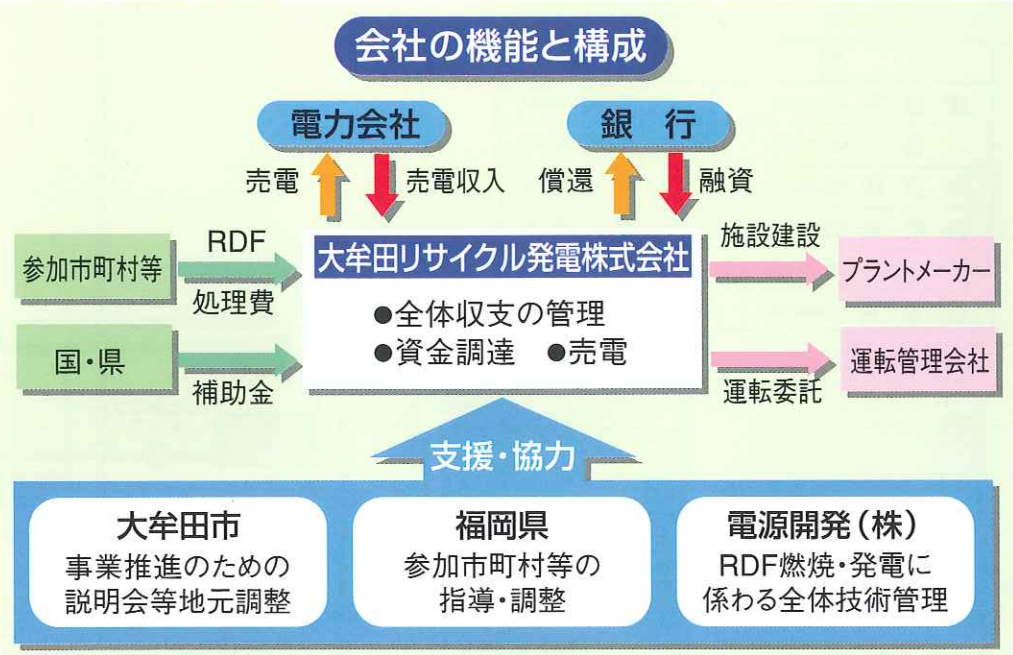 会社の機能と構成
電力会社
銀 行
売電
売電収入
償還
融資
参加市町村等
RDF
処理費
国・県
補助金
大牟田リサイクル発電株式会社
●全体収支の管理
●資金調達 ●売電
施設建設
プラントメーカー
運転委託
運転管理会社
支援・協力
大牟田市
事業推進のための
説明会等地元調整
福岡県
参加市町村等の
指導・調整
電源開発(株)
RDF燃焼・発電に
係わる全体技術管理